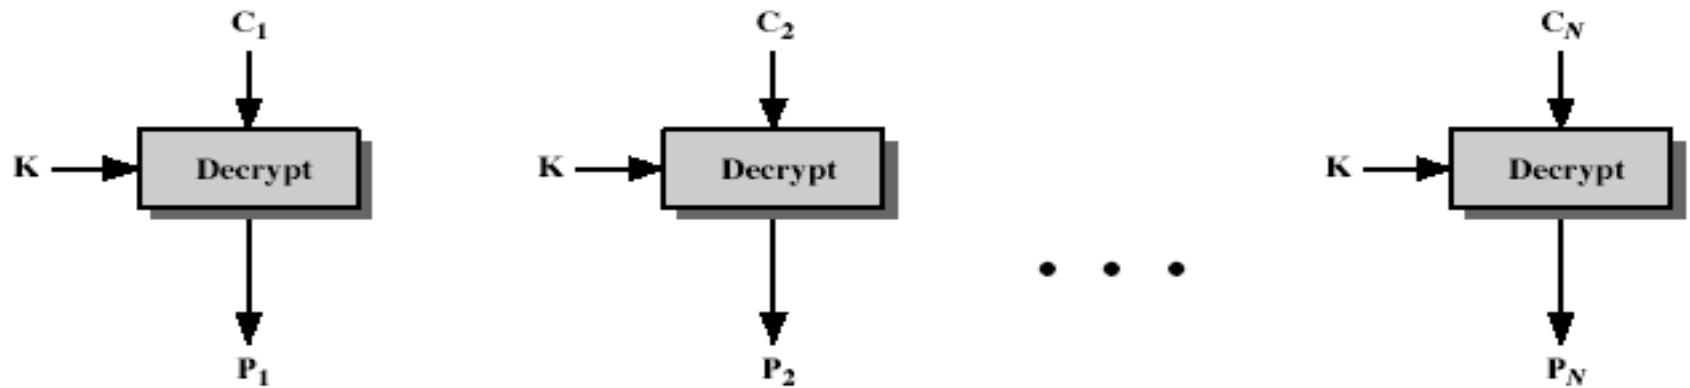 C1 C2 CN
K Decrypt K Decrypt K Decrypt
P1 P2 PN